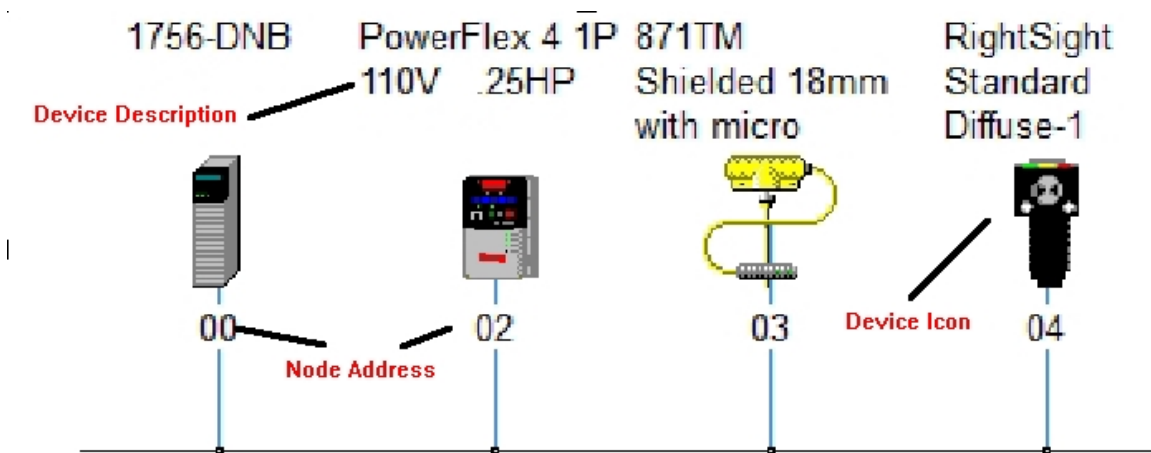 1756-DNB
PowerFlex 4 1P
110V .25HP
871TM
Shielded 18mm
with micro
RightSight
Standard
Diffuse-1
Device Description
00
02
03
04
Node Address
Device Icon